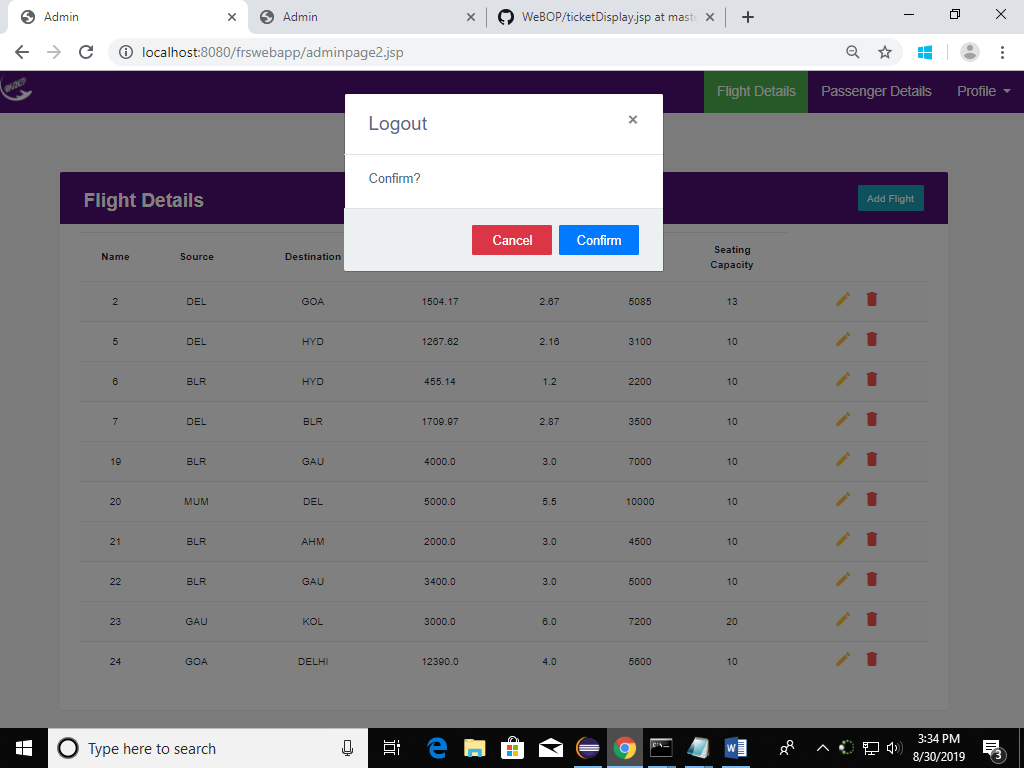 Admin
Admin
WeBOP/ticketDisplay.jsp at mast
localhost:8080/frswebapp/adminpage2.jsp
Flight Details Passenger Details Profile
Logout ×
Confirm?
Cancel Confirm
Flight Details Add Flight
Name Source Destination Seating Capacity
2 DEL GOA 1504.17 2.67 5085 13
5 DEL HYD 1267.62 2.16 3100 10
6 BLR HYD 455.14 1.2 2200 10
7 DEL BLR 1709.97 2.87 3500 10
19 BLR GAU 4000.0 3.0 7000 10
20 MUM DEL 5000.0 5.5 10000 10
21 BLR AHM 2000.0 3.0 4500 10
22 BLR GAU 3400.0 3.0 5000 10
23 GAU KOL 3000.0 6.0 7200 20
24 GOA DELHI 12390.0 4.0 5600 10
Type here to search
3:34 PM
8/30/2019
3